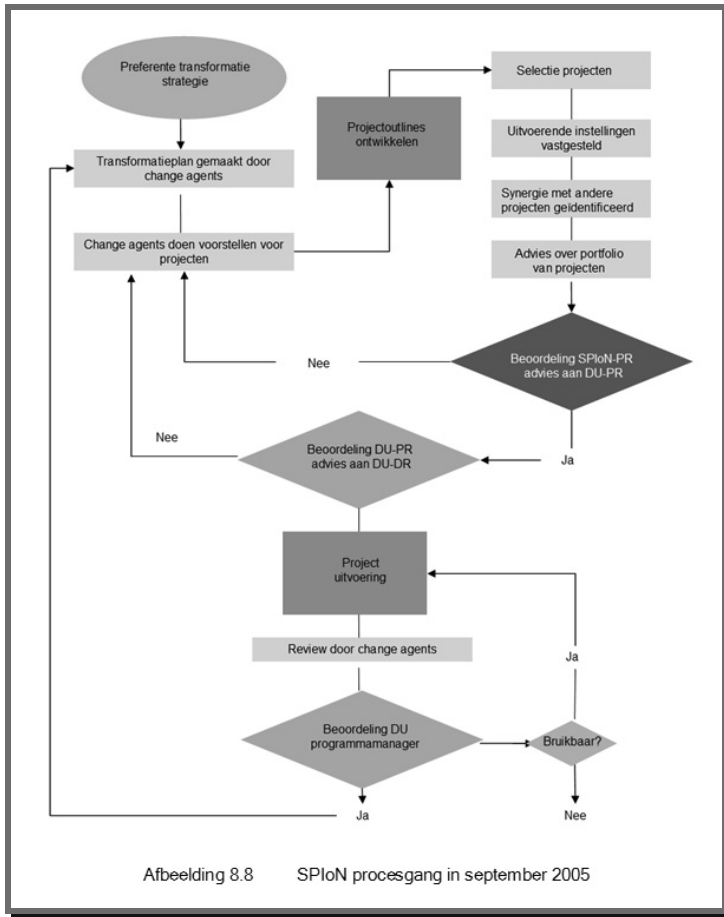 Preferente transformatie
strategie
Transformatieplan gemaakt door
change agents
Change agents doen voorstellen voor
projecten
Projectoutlines
ontwikkelen
Selectie projecten
Uitvoerende instellingen
vastgesteld
Synergie met andere
projecten geïdentificeerd
Advies over portfolio
van projecten
Beoordeling SPIoN-PR
advies aan DU-PR
Nee
Ja
Beoordeling DU-PR
advies aan DU-DR
Nee
Project
uitvoering
Review door change agents
Beoordeling DU
programmamanager
Bruikbaar?
Ja
Nee
Ja
Afbeelding 8.8 SPIoN procesgang in september 2005